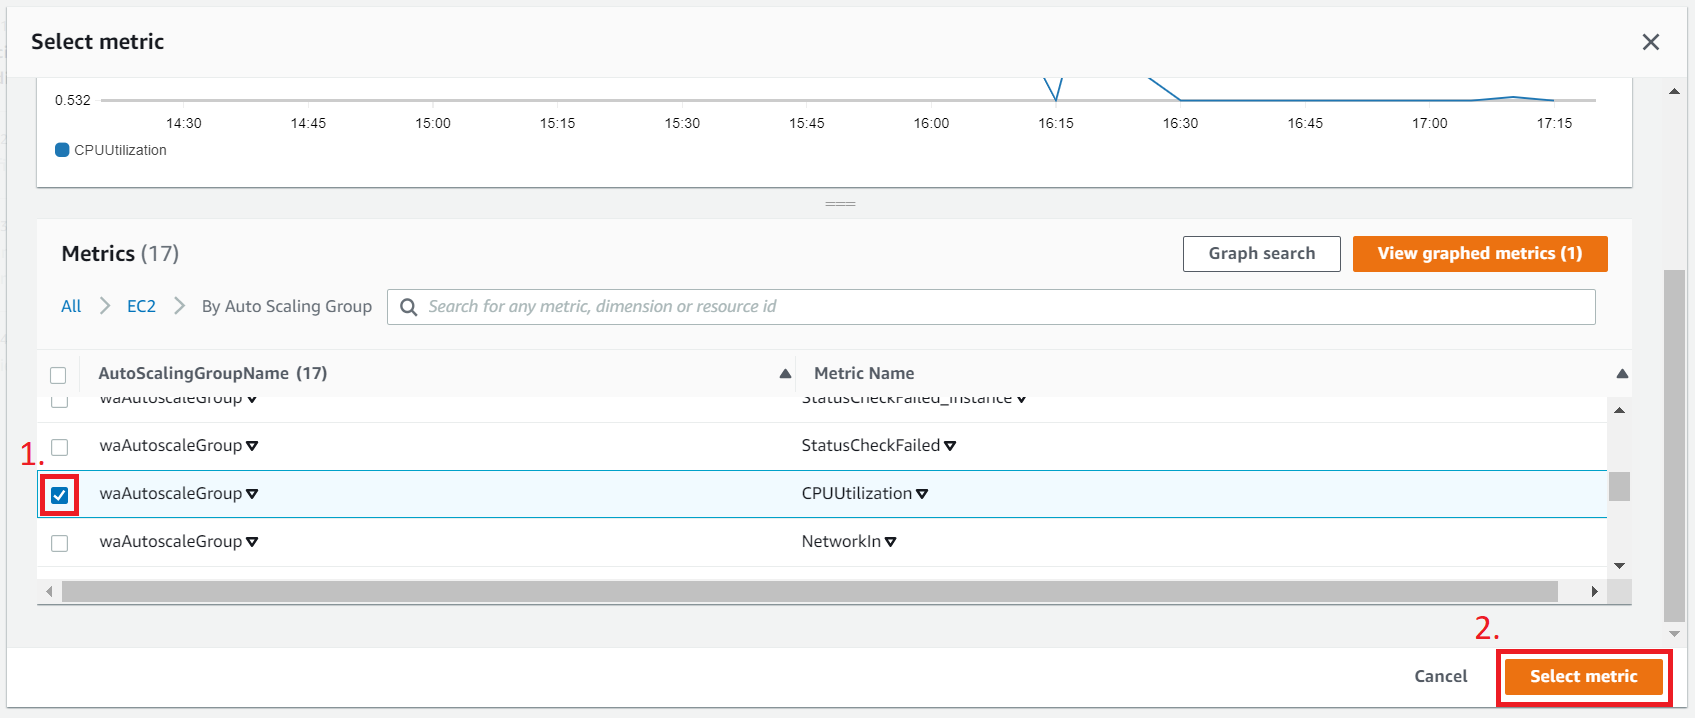 Select metric
0.532
14:30 14:45 15:00 15:15 15:30 15:45 16:00 16:15 16:30 16:45 17:00 17:15
CPUUtilization
Metrics (17)
Graph search
View graphed metrics (1)
All EC2 By Auto Scaling Group
Search for any metric, dimension or resource id
AutoScalingGroupName (17) Metric Name
waAutoscaleGroup StatusCheckFailed_Instance
waAutoscaleGroup StatusCheckFailed
1.
waAutoscaleGroup CPUUtilization
waAutoscaleGroup NetworkIn
2.
Cancel Select metric